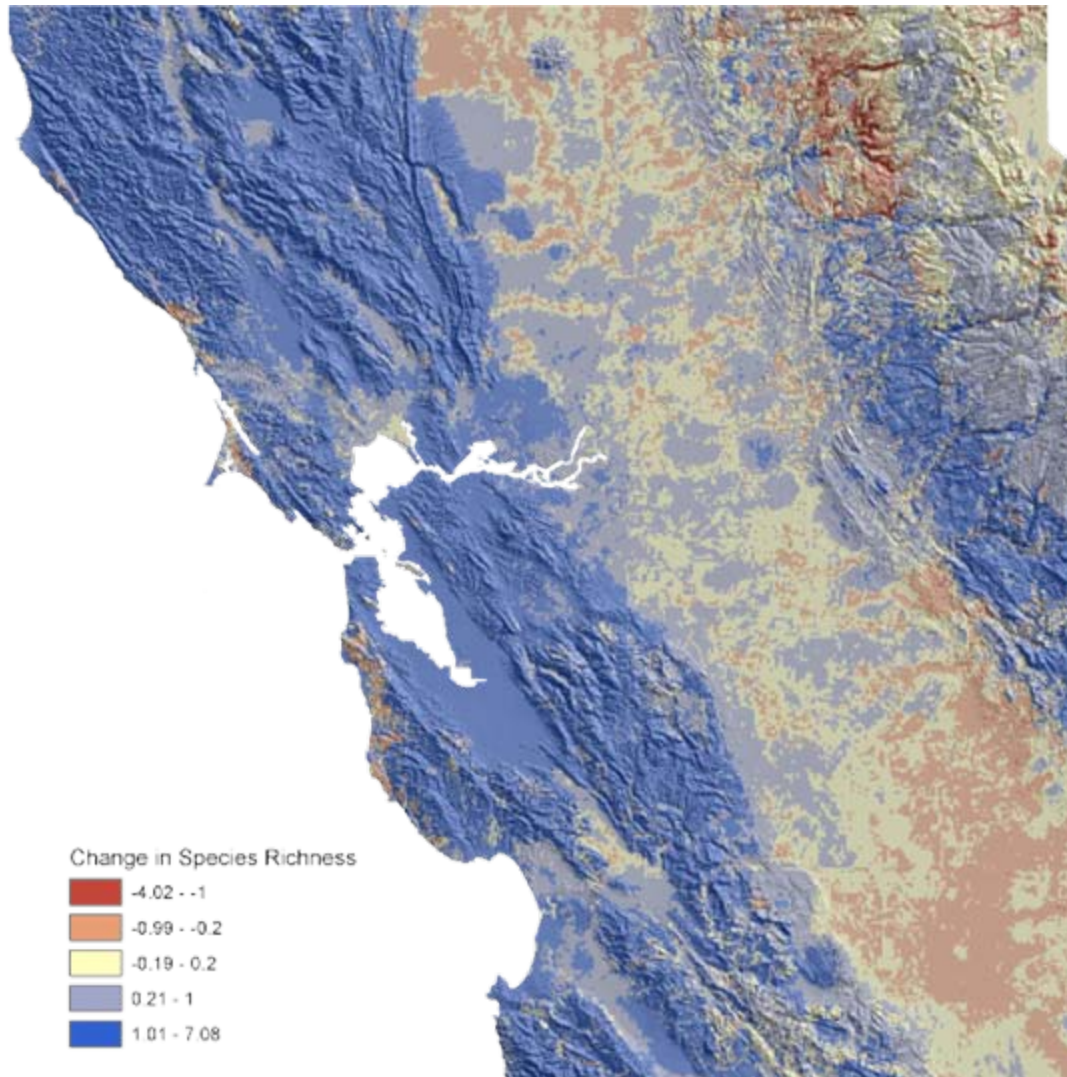 Change in Species Richness
-4.02 - -1
-0.99 - -0.2
-0.19 - 0.2
0.21 - 1
1.01 - 7.08